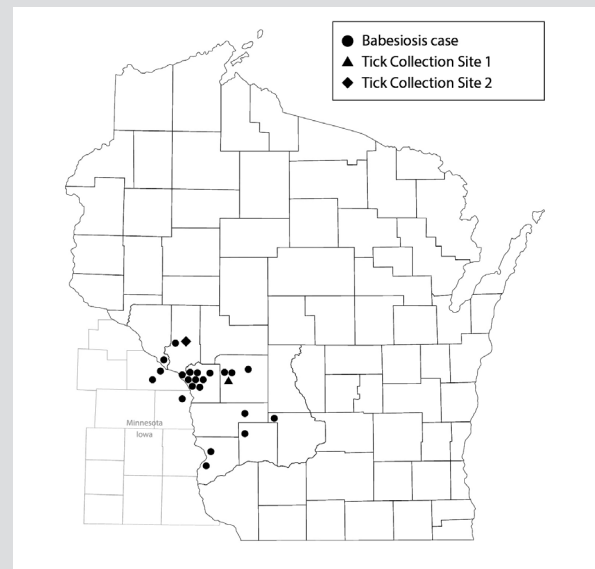 Babesiosis case
Tick Collection Site 1
Tick Collection Site 2
Minnesota
Iowa